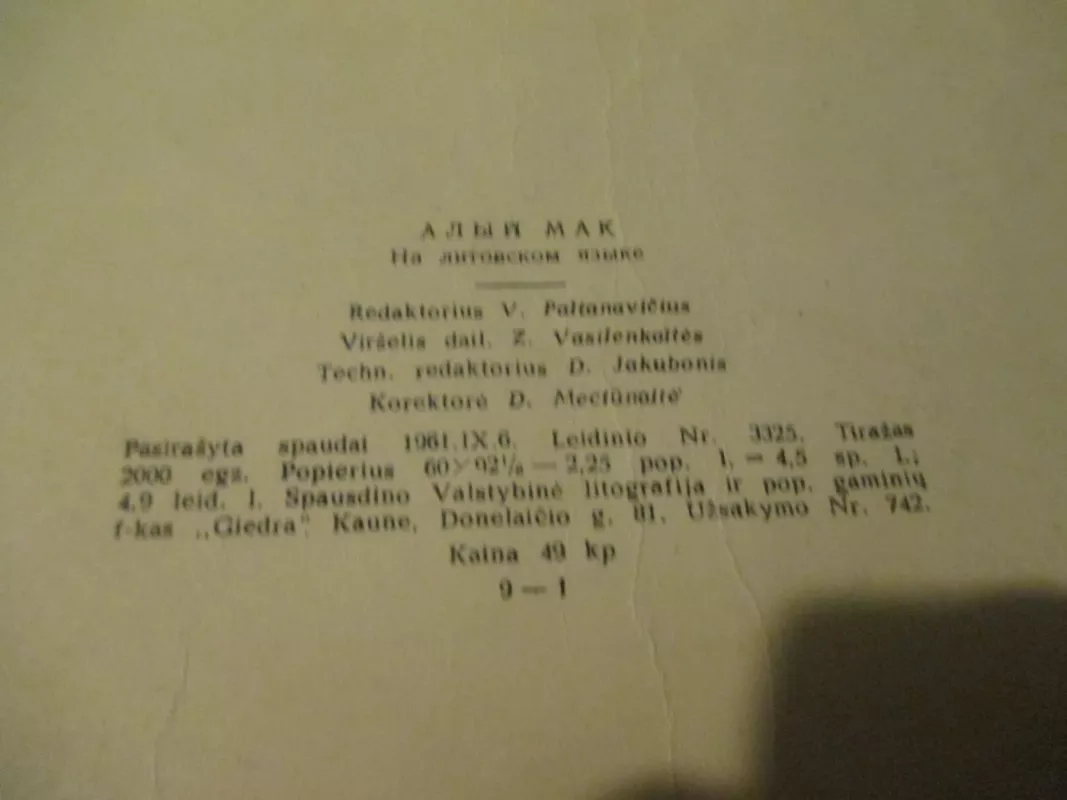 АЛЫЙ МАК
На литовском языке
Redaktorius V. Paltanavičius
Viršelis dail. Z. Vasilenkaitės
Techn. redaktorius D. Jakubonis
Korektorė D. Mectūnaitė
Pasirašyta spaudai 1961.IX.6. Leidinio Nr. 3325. Tiražas
2000 egz. Popierius 60×92⅛ — 2,25 pop. l. — 4,5 sp. l.;
4,9 leid. l. Spausdino Valstybinė litografija ir pop. gaminių
f-kas „Giedra", Kaune, Donelaičio g. 81. Užsakymo Nr. 742.
Kaina 49 kp
9 — 1